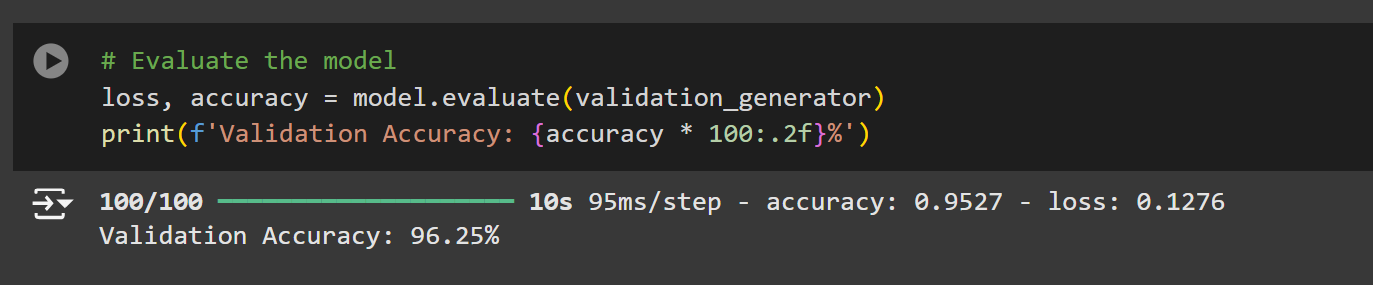 # Evaluate the model
loss, accuracy = model.evaluate(validation_generator)
print(f'Validation Accuracy: {accuracy * 100:.2f}%')
100/100 ━━━━━━━━━━━━━━━━━━━━ 10s 95ms/step - accuracy: 0.9527 - loss: 0.1276
Validation Accuracy: 96.25%